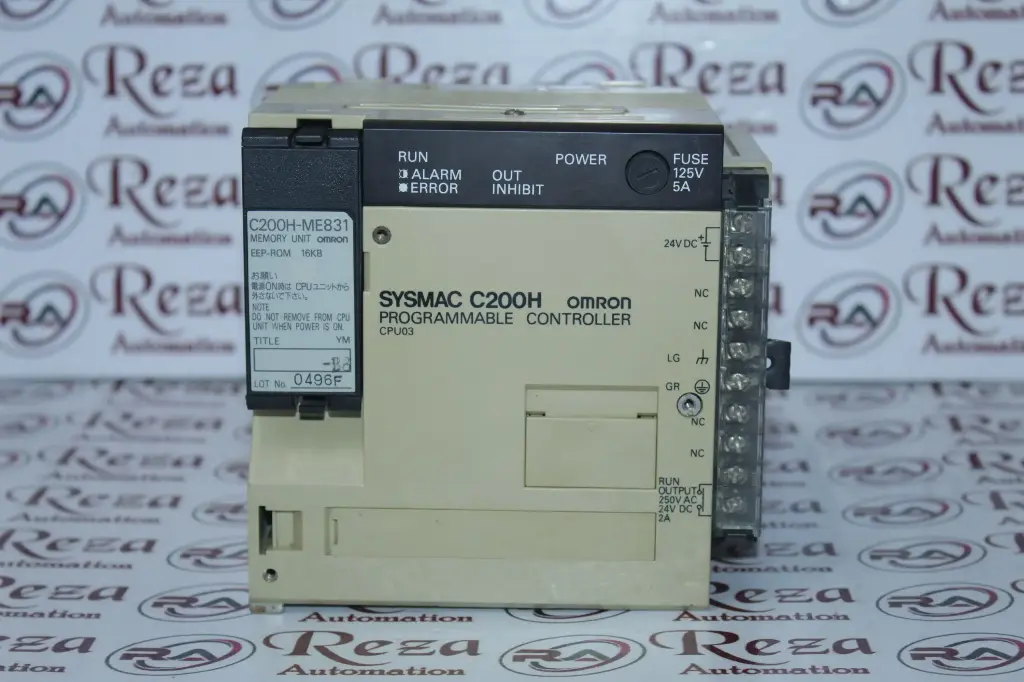 RUN
ALARM
ERROR
OUT
INHIBIT
POWER
FUSE
125V
5A
C200H-ME831
MEMORY UNIT OMRON
EEP-ROM 16KB
お願い
電源ON時は CPUユニットから
外さないで下さい。
NOTE
DO NOT REMOVE FROM CPU
UNIT WHEN POWER IS ON.
TITLE YM
LOT No. 0496F
SYSMAC C200H OMRON
PROGRAMMABLE CONTROLLER
CPU03
24V DC
NC
NC
LG
GR
NC
NC
RUN
OUTPUT
250V AC
24V DC
2A
Reza
Automation
RA